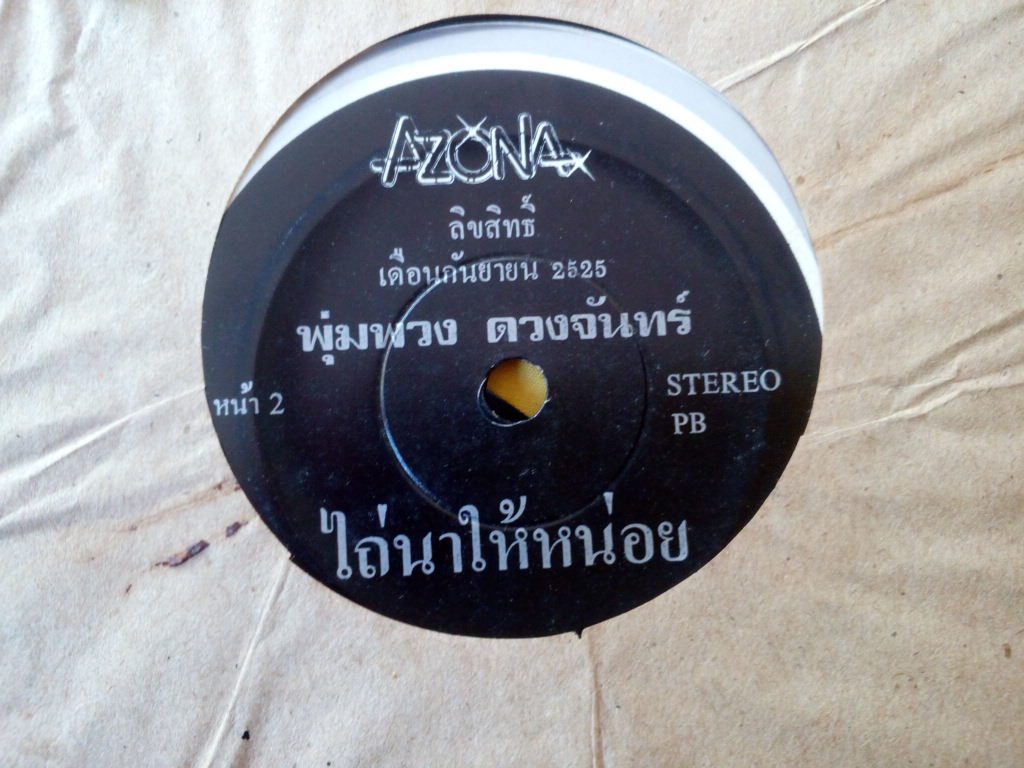 AZONA
ลิขสิทธิ์
เดือนกันยายน 2525
พุ่มพวง ดวงจันทร์
หน้า 2
STEREO
PB
ไถ่นาให้หน่อย